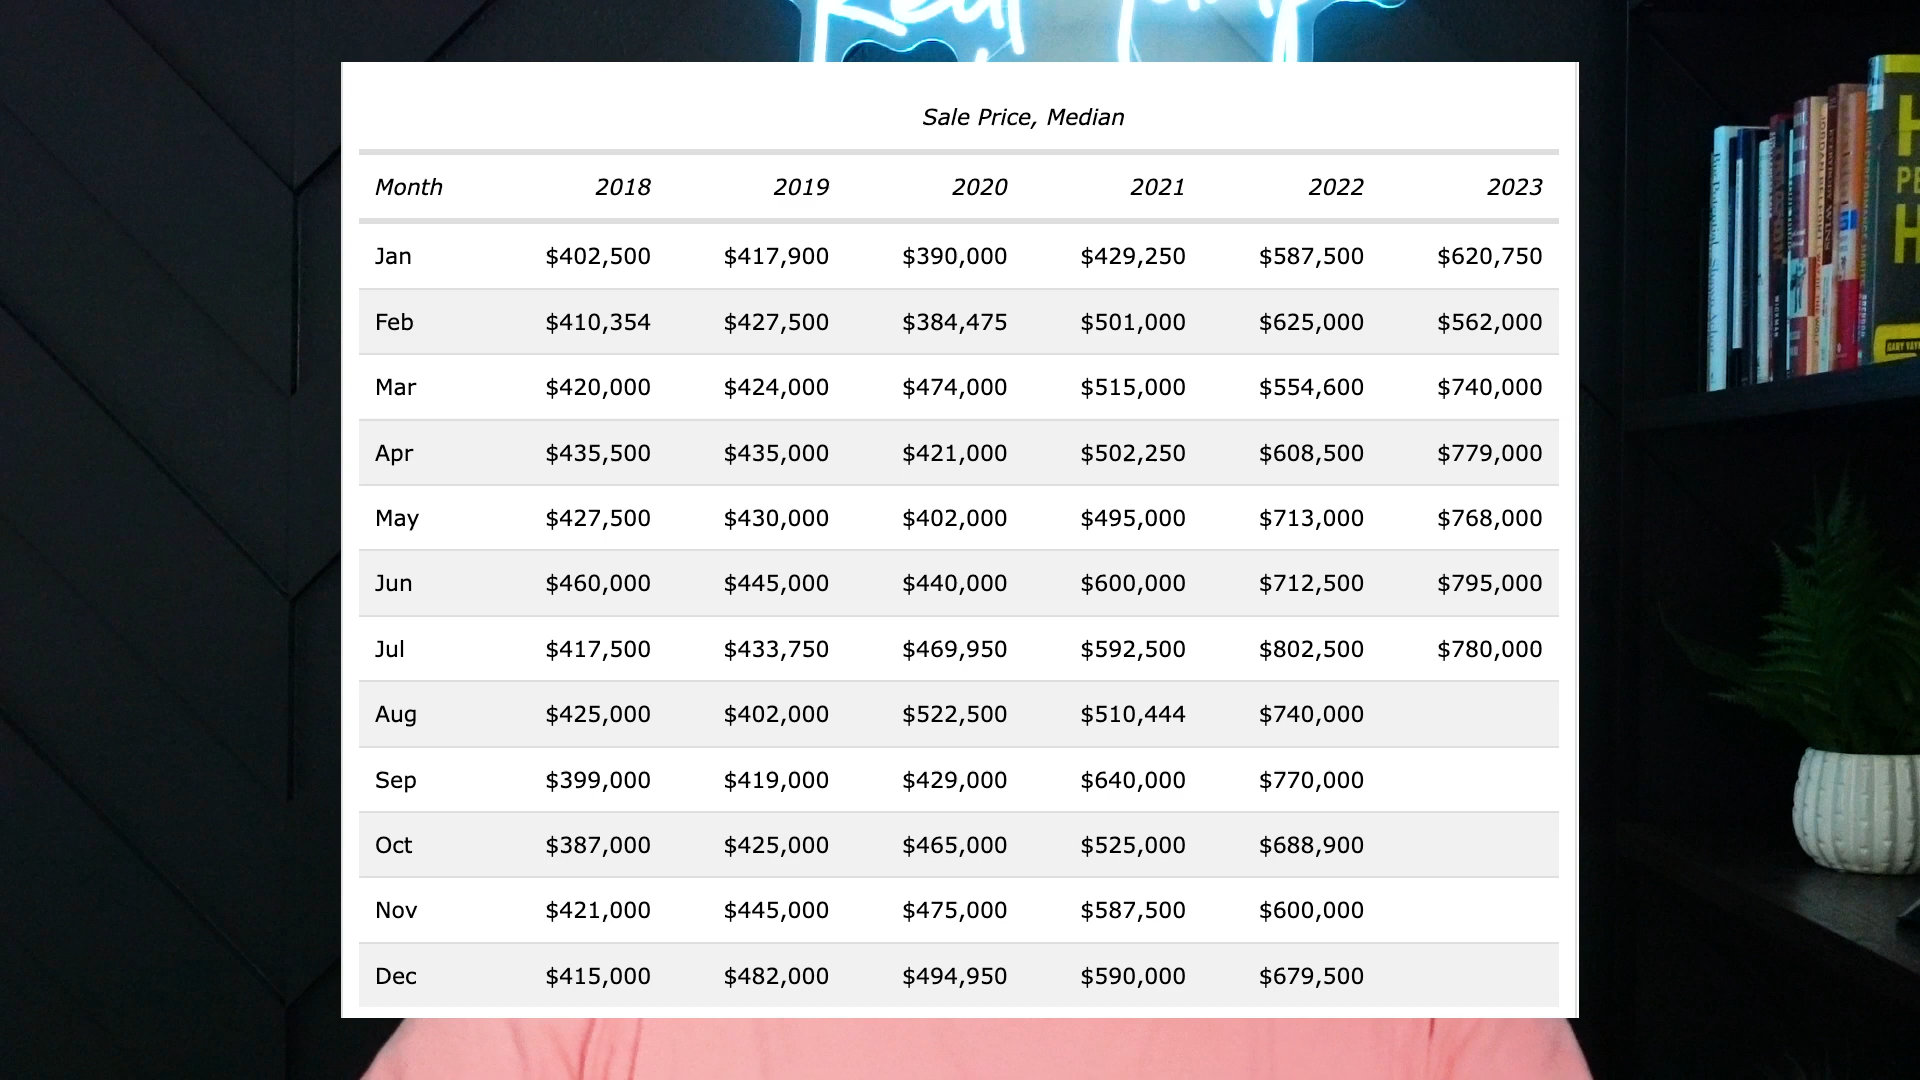 Sale Price, Median
Month 2018 2019 2020 2021 2022 2023
Jan $402,500 $417,900 $390,000 $429,250 $587,500 $620,750
Feb $410,354 $427,500 $384,475 $501,000 $625,000 $562,000
Mar $420,000 $424,000 $474,000 $515,000 $554,600 $740,000
Apr $435,500 $435,000 $421,000 $502,250 $608,500 $779,000
May $427,500 $430,000 $402,000 $495,000 $713,000 $768,000
Jun $460,000 $445,000 $440,000 $600,000 $712,500 $795,000
Jul $417,500 $433,750 $469,950 $592,500 $802,500 $780,000
Aug $425,000 $402,000 $522,500 $510,444 $740,000
Sep $399,000 $419,000 $429,000 $640,000 $770,000
Oct $387,000 $425,000 $465,000 $525,000 $688,900
Nov $421,000 $445,000 $475,000 $587,500 $600,000
Dec $415,000 $482,000 $494,950 $590,000 $679,500